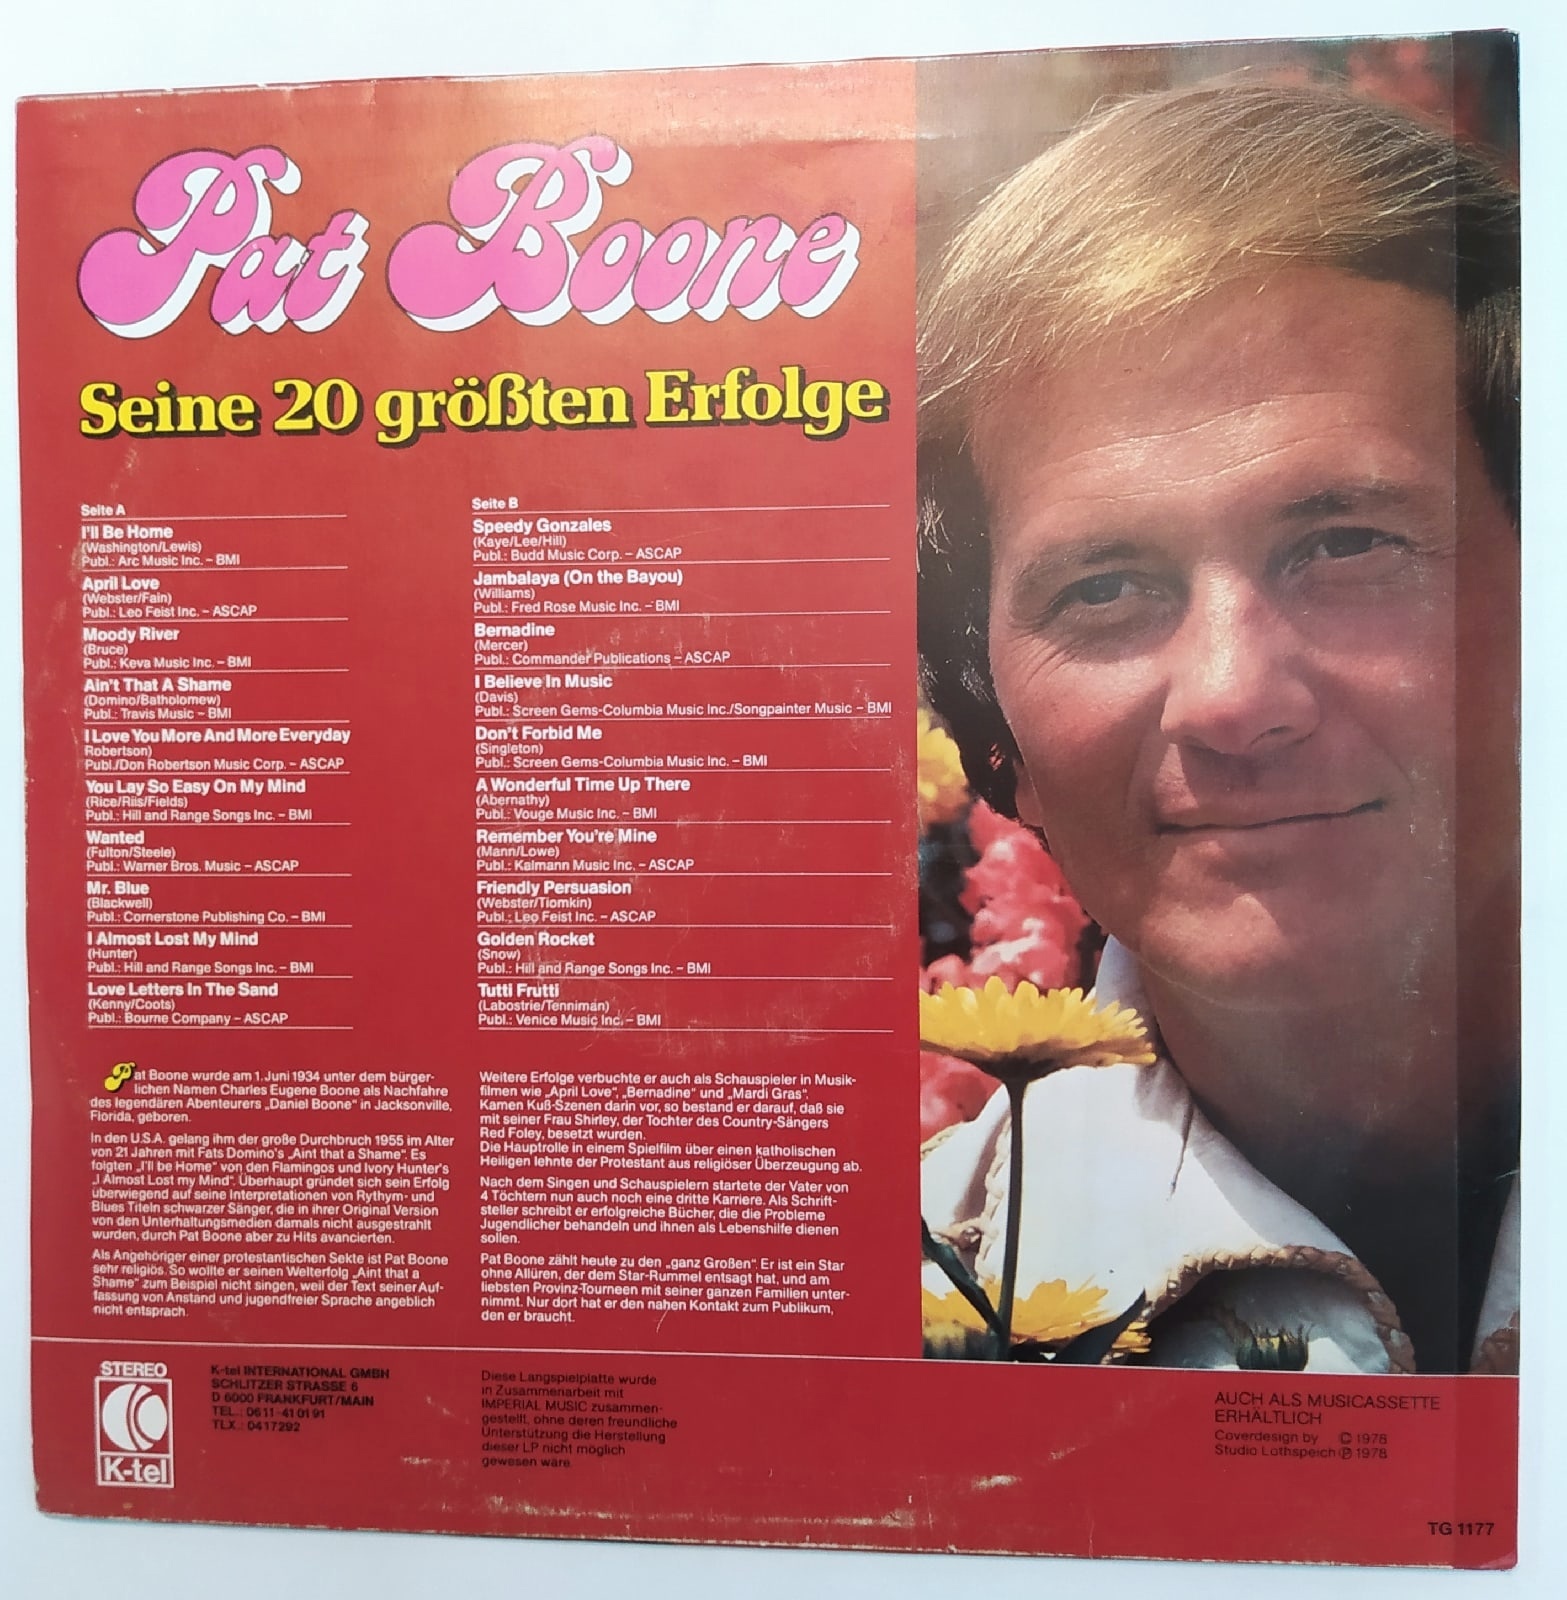 Pat Boone
Seine 20 größten Erfolge
Seite A
I'll Be Home
(Washington/Lewis)
Publ.: Arc Music Inc. – BMI
April Love
(Webster/Fain)
Publ.: Leo Feist Inc. – ASCAP
Moody River
(Bruce)
Publ.: Keva Music Inc. – BMI
Ain't That A Shame
(Domino/Batholomew)
Publ.: Travis Music – BMI
I Love You More And More Everyday
Robertson)
Publ./Don Robertson Music Corp. – ASCAP
You Lay So Easy On My Mind
(Rice/Riis/Fields)
Publ.: Hill and Range Songs Inc. – BMI
Wanted
(Fulton/Steele)
Publ.: Warner Bros. Music – ASCAP
Mr. Blue
(Blackwell)
Publ.: Cornerstone Publishing Co. – BMI
I Almost Lost My Mind
(Hunter)
Publ.: Hill and Range Songs Inc. – BMI
Love Letters In The Sand
(Kenny/Coots)
Publ.: Bourne Company – ASCAP
Seite B
Speedy Gonzales
(Kaye/Lee/Hill)
Publ.: Budd Music Corp. – ASCAP
Jambalaya (On the Bayou)
(Williams)
Publ.: Fred Rose Music Inc. – BMI
Bernadine
(Mercer)
Publ.: Commander Publications – ASCAP
I Believe In Music
(Davis)
Publ.: Screen Gems-Columbia Music Inc./Songpainter Music – BMI
Don't Forbid Me
(Singleton)
Publ.: Screen Gems-Columbia Music Inc. – BMI
A Wonderful Time Up There
(Abernathy)
Publ.: Vouge Music Inc. – BMI
Remember You're Mine
(Mann/Lowe)
Publ.: Kalmann Music Inc. – ASCAP
Friendly Persuasion
(Webster/Tiomkin)
Publ.: Leo Feist Inc. – ASCAP
Golden Rocket
(Snow)
Publ.: Hill and Range Songs Inc. – BMI
Tutti Frutti
(Labostrie/Tenniman)
Publ.: Venice Music Inc. – BMI
Pat Boone wurde am 1. Juni 1934 unter dem bürger-
lichen Namen Charles Eugene Boone als Nachfahre
des legendären Abenteurers „Daniel Boone" in Jacksonville,
Florida, geboren.
In den U.S.A. gelang ihm der große Durchbruch 1955 im Alter
von 21 Jahren mit Fats Domino's „Aint that a Shame". Es
folgten „I'll be Home" von den Flamingos und Ivory Hunter's
„I Almost Lost my Mind". Überhaupt gründet sich sein Erfolg
überwiegend auf seine Interpretationen von Rythym- und
Blues Titeln schwarzer Sänger, die in ihrer Original Version
von den Unterhaltungsmedien damals nicht ausgestrahlt
wurden, durch Pat Boone aber zu Hits avancierten.
Als Angehöriger einer protestantischen Sekte ist Pat Boone
sehr religiös. So wollte er seinen Welterfolg „Aint that a
Shame" zum Beispiel nicht singen, weil der Text seiner Auf-
fassung von Anstand und jugendfreier Sprache angeblich
nicht entsprach.
Weitere Erfolge verbuchte er auch als Schauspieler in Musik-
filmen wie „April Love", „Bernadine" und „Mardi Gras".
Kamen Kuß-Szenen darin vor, so bestand er darauf, daß sie
mit seiner Frau Shirley, der Tochter des Country-Sängers
Red Foley, besetzt wurden.
Die Hauptrolle in einem Spielfilm über einen katholischen
Heiligen lehnte der Protestant aus religiöser Überzeugung ab.
Nach dem Singen und Schauspielern startete der Vater von
4 Töchtern nun auch noch eine dritte Karriere. Als Schrift-
steller schreibt er erfolgreiche Bücher, die die Probleme
Jugendlicher behandeln und ihnen als Lebenshilfe dienen
sollen.
Pat Boone zählt heute zu den „ganz Großen". Er ist ein Star
ohne Allüren, der dem Star-Rummel entsagt hat, und am
liebsten Provinz-Tourneen mit seiner ganzen Familien unter-
nimmt. Nur dort hat er den nahen Kontakt zum Publikum,
den er braucht.
STEREO
K-tel
K-tel INTERNATIONAL GMBH
SCHLITZER STRASSE 6
D 6000 FRANKFURT/MAIN
TEL.: 0611-41 01 91
TLX.: 0417292
Diese Langspielplatte wurde
in Zusammenarbeit mit
IMPERIAL MUSIC zusammen-
gestellt, ohne deren freundliche
Unterstützung die Herstellung
dieser LP nicht möglich
gewesen wäre.
AUCH ALS MUSICASSETTE
ERHÄLTLICH
Coverdesign by © 1978
Studio Lothspeich ℗ 1978
TG 1177